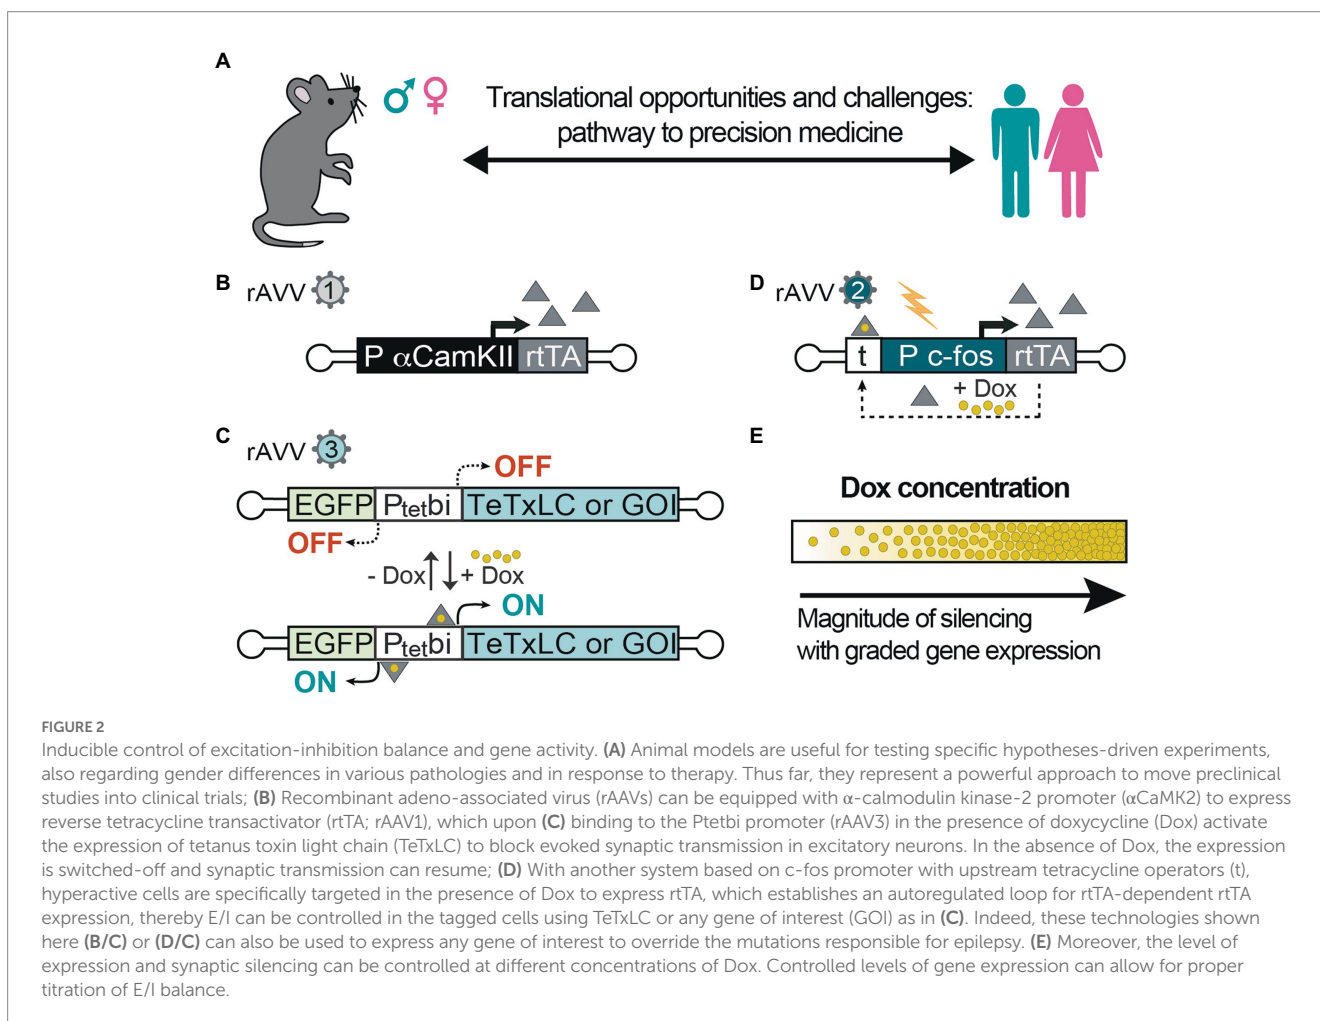 A
Translational opportunities and challenges:
pathway to precision medicine
B
rAVV 1
P αCamKII rtTA
D
rAVV 2
t P c-fos rtTA
+ Dox
C
rAVV 3
OFF
EGFP Ptetbi TeTxLC or GOI
OFF
- Dox + Dox
ON
EGFP Ptetbi TeTxLC or GOI
ON
E
Dox concentration
Magnitude of silencing
with graded gene expression
FIGURE 2
Inducible control of excitation-inhibition balance and gene activity. (A) Animal models are useful for testing specific hypotheses-driven experiments,
also regarding gender differences in various pathologies and in response to therapy. Thus far, they represent a powerful approach to move preclinical
studies into clinical trials; (B) Recombinant adeno-associated virus (rAAVs) can be equipped with α-calmodulin kinase-2 promoter (αCaMK2) to express
reverse tetracycline transactivator (rtTA; rAAV1), which upon (C) binding to the Ptetbi promoter (rAAV3) in the presence of doxycycline (Dox) activate
the expression of tetanus toxin light chain (TeTxLC) to block evoked synaptic transmission in excitatory neurons. In the absence of Dox, the expression
is switched-off and synaptic transmission can resume; (D) With another system based on c-fos promoter with upstream tetracycline operators (t),
hyperactive cells are specifically targeted in the presence of Dox to express rtTA, which establishes an autoregulated loop for rtTA-dependent rtTA
expression, thereby E/I can be controlled in the tagged cells using TeTxLC or any gene of interest (GOI) as in (C). Indeed, these technologies shown
here (B/C) or (D/C) can also be used to express any gene of interest to override the mutations responsible for epilepsy. (E) Moreover, the level of
expression and synaptic silencing can be controlled at different concentrations of Dox. Controlled levels of gene expression can allow for proper
titration of E/I balance.